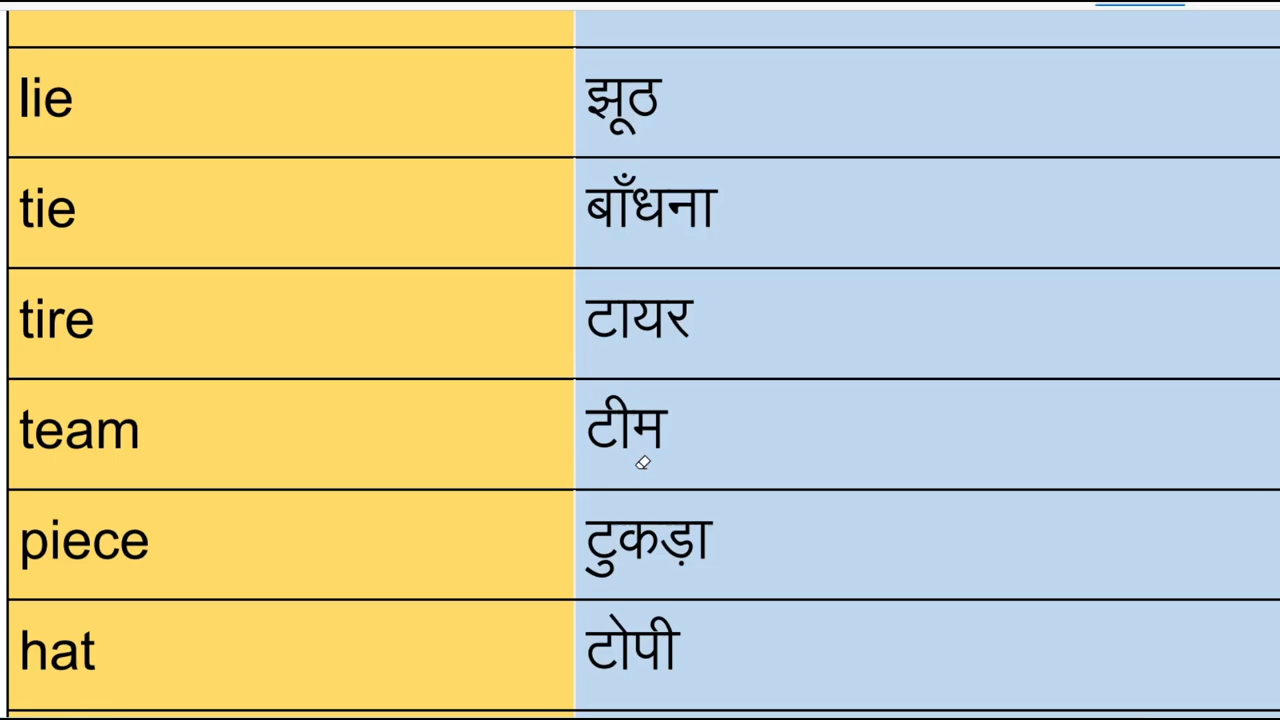 lie झूठ
tie बाँधना
tire टायर
team टीम
piece टुकड़ा
hat टोपी